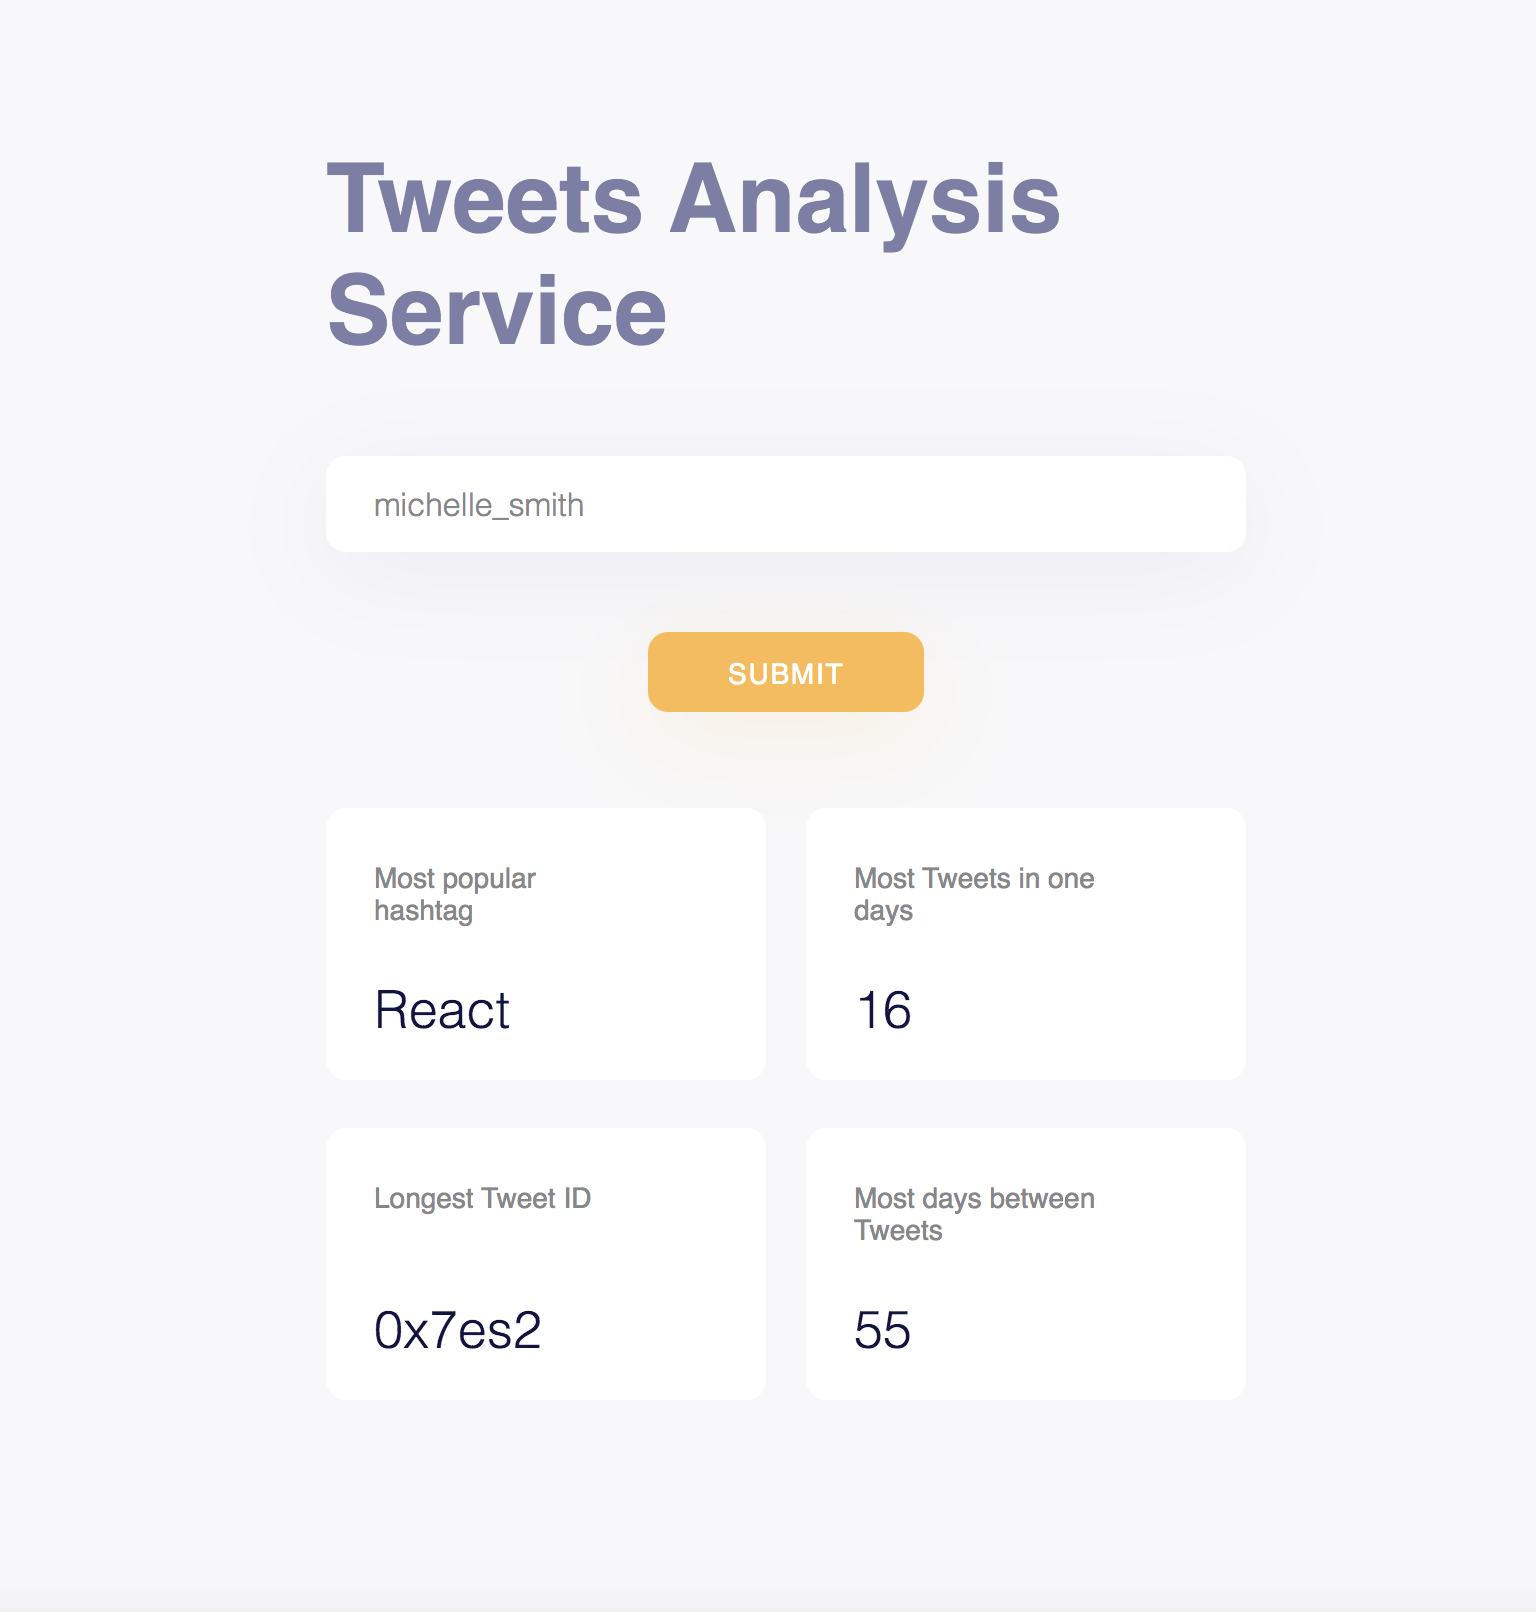 Tweets Analysis
Service
michelle_smith
SUBMIT
Most popular
hashtag
React
Most Tweets in one
days
16
Longest Tweet ID
0x7es2
Most days between
Tweets
55